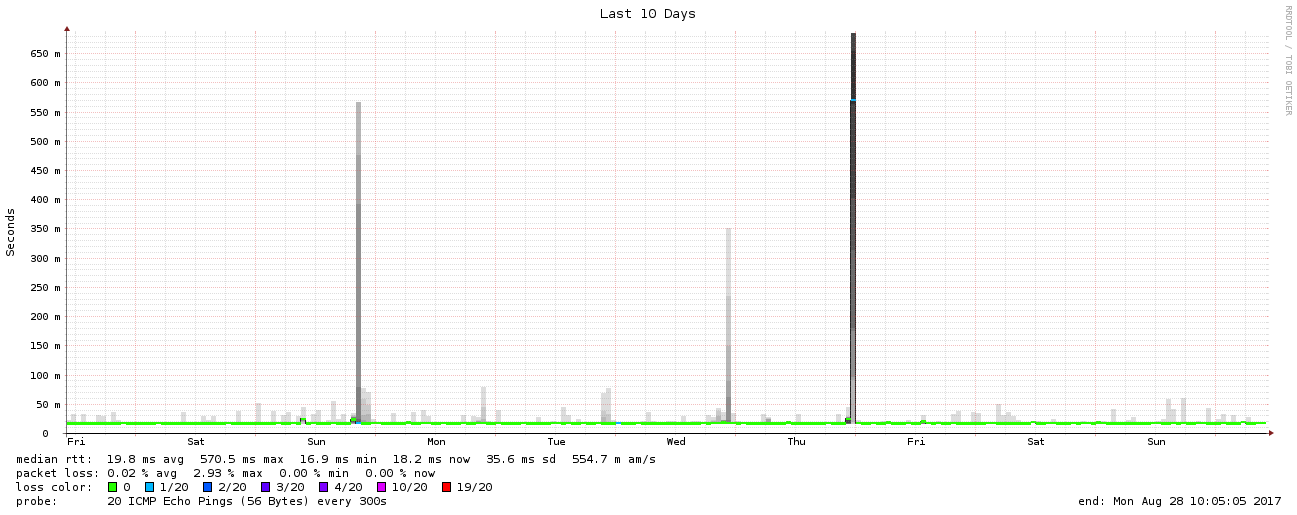 Last 10 Days
RRDTOOL / TOBI OETIKER
Seconds
650 m
600 m
550 m
500 m
450 m
400 m
350 m
300 m
250 m
200 m
150 m
100 m
50 m
0
Fri Sat Sun Mon Tue Wed Thu Fri Sat Sun
median rtt: 19.8 ms avg 570.5 ms max 16.9 ms min 18.2 ms now 35.6 ms sd 554.7 m am/s
packet loss: 0.02 % avg 2.93 % max 0.00 % min 0.00 % now
loss color: 0 1/20 2/20 3/20 4/20 10/20 19/20
probe: 20 ICMP Echo Pings (56 Bytes) every 300s end: Mon Aug 28 10:05:05 2017